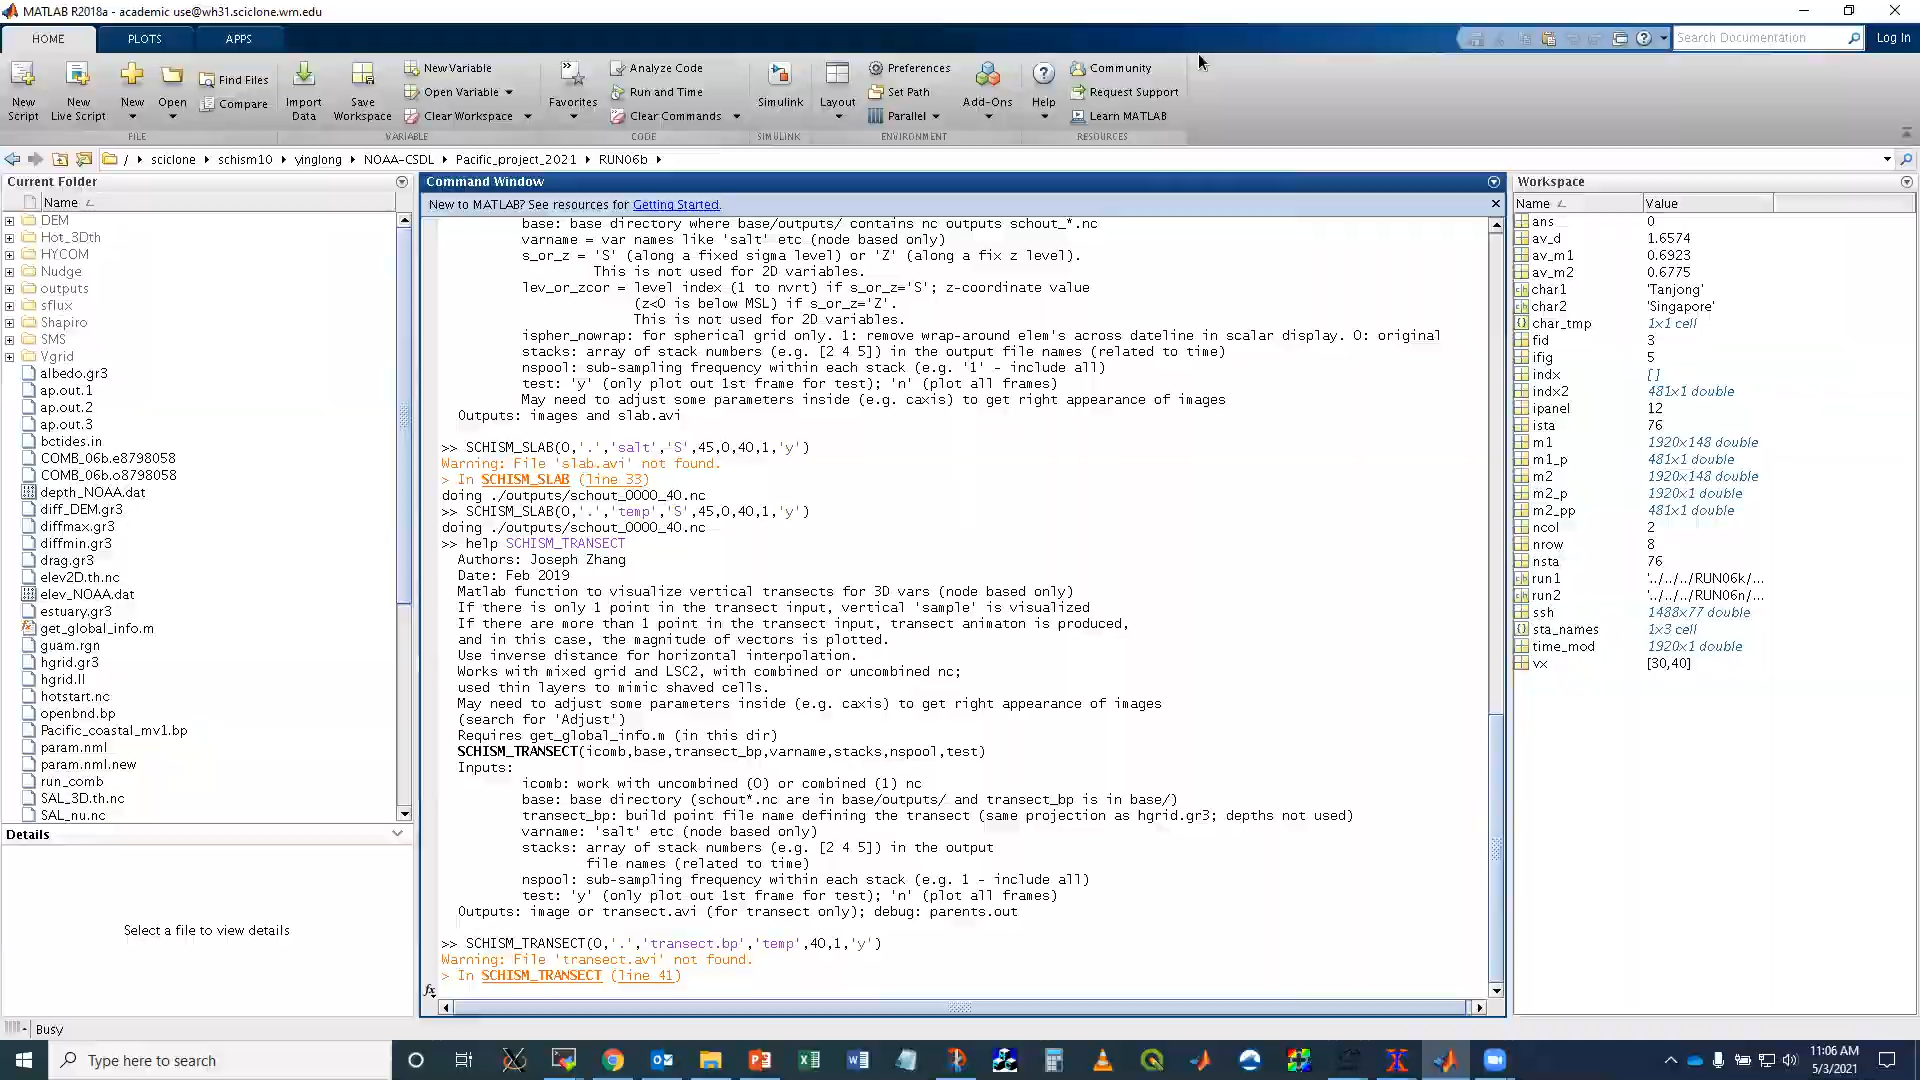 MATLAB R2018a - academic use@wh31.sciclone.wm.edu
HOME
PLOTS
APPS
Search Documentation
Log In
New Script
New Live Script
New
Open
Find Files
Compare
Import Data
Save Workspace
New Variable
Open Variable
Clear Workspace
Favorites
Analyze Code
Run and Time
Clear Commands
Simulink
Layout
Preferences
Set Path
Parallel
Add-Ons
Help
Community
Request Support
Learn MATLAB
FILE
VARIABLE
CODE
SIMULINK
ENVIRONMENT
RESOURCES
/ sciclone schism10 yinglong NOAA-CSDL Pacific_project_2021 RUN06b
Current Folder
Name
DEM
Hot_3Dth
HYCOM
Nudge
outputs
sflux
Shapiro
SMS
Vgrid
albedo.gr3
ap.out.1
ap.out.2
ap.out.3
bctides.in
COMB_06b.e8798058
COMB_06b.o8798058
depth_NOAA.dat
diff_DEM.gr3
diffmax.gr3
diffmin.gr3
drag.gr3
elev2D.th.nc
elev_NOAA.dat
estuary.gr3
get_global_info.m
guam.rgn
hgrid.gr3
hgrid.ll
hotstart.nc
openbnd.bp
Pacific_coastal_mv1.bp
param.nml
param.nml.new
run_comb
SAL_3D.th.nc
SAL_nu.nc
Details
Select a file to view details
Command Window
New to MATLAB? See resources for Getting Started.
base: base directory where base/outputs/ contains nc outputs schout_*.nc
varname = var names like 'salt' etc (node based only)
s_or_z = 'S' (along a fixed sigma level) or 'Z' (along a fix z level).
This is not used for 2D variables.
lev_or_zcor = level index (1 to nvrt) if s_or_z='S'; z-coordinate value
(z<0 is below MSL) if s_or_z='Z'.
This is not used for 2D variables.
ispher_nowrap: for spherical grid only. 1: remove wrap-around elem's across dateline in scalar display. 0: original
stacks: array of stack numbers (e.g. [2 4 5]) in the output file names (related to time)
nspool: sub-sampling frequency within each stack (e.g. '1' - include all)
test: 'y' (only plot out 1st frame for test); 'n' (plot all frames)
May need to adjust some parameters inside (e.g. caxis) to get right appearance of images
Outputs: images and slab.avi
>> SCHISM_SLAB(0,'.','salt','S',45,0,40,1,'y')
Warning: File 'slab.avi' not found.
> In SCHISM_SLAB (line 33)
doing ./outputs/schout_0000_40.nc
>> SCHISM_SLAB(0,'.','temp','S',45,0,40,1,'y')
doing ./outputs/schout_0000_40.nc
>> help SCHISM_TRANSECT
Authors: Joseph Zhang
Date: Feb 2019
Matlab function to visualize vertical transects for 3D vars (node based only)
If there is only 1 point in the transect input, vertical 'sample' is visualized
If there are more than 1 point in the transect input, transect animaton is produced,
and in this case, the magnitude of vectors is plotted.
Use inverse distance for horizontal interpolation.
Works with mixed grid and LSC2, with combined or uncombined nc;
used thin layers to mimic shaved cells.
May need to adjust some parameters inside (e.g. caxis) to get right appearance of images
(search for 'Adjust')
Requires get_global_info.m (in this dir)
SCHISM_TRANSECT(icomb,base,transect_bp,varname,stacks,nspool,test)
Inputs:
icomb: work with uncombined (0) or combined (1) nc
base: base directory (schout*.nc are in base/outputs/ and transect_bp is in base/)
transect_bp: build point file name defining the transect (same projection as hgrid.gr3; depths not used)
varname: 'salt' etc (node based only)
stacks: array of stack numbers (e.g. [2 4 5]) in the output
file names (related to time)
nspool: sub-sampling frequency within each stack (e.g. 1 - include all)
test: 'y' (only plot out 1st frame for test); 'n' (plot all frames)
Outputs: image or transect.avi (for transect only); debug: parents.out
>> SCHISM_TRANSECT(0,'.','transect.bp','temp',40,1,'y')
Warning: File 'transect.avi' not found.
> In SCHISM_TRANSECT (line 41)
fx
Workspace
Name Value
ans 0
av_d 1.6574
av_m1 0.6923
av_m2 0.6775
char1 'Tanjong'
char2 'Singapore'
char_tmp 1×1 cell
fid 3
ifig 5
indx []
indx2 481×1 double
ipanel 12
ista 76
m1 1920×148 double
m1_p 481×1 double
m2 1920×148 double
m2_p 1920×1 double
m2_pp 481×1 double
ncol 2
nrow 8
nsta 76
run1 '../../../RUN06k/...
run2 '../../../RUN06n/...
ssh 1488×77 double
sta_names 1×3 cell
time_mod 1920×1 double
vx [30,40]
Busy
Type here to search
11:06 AM
5/3/2021